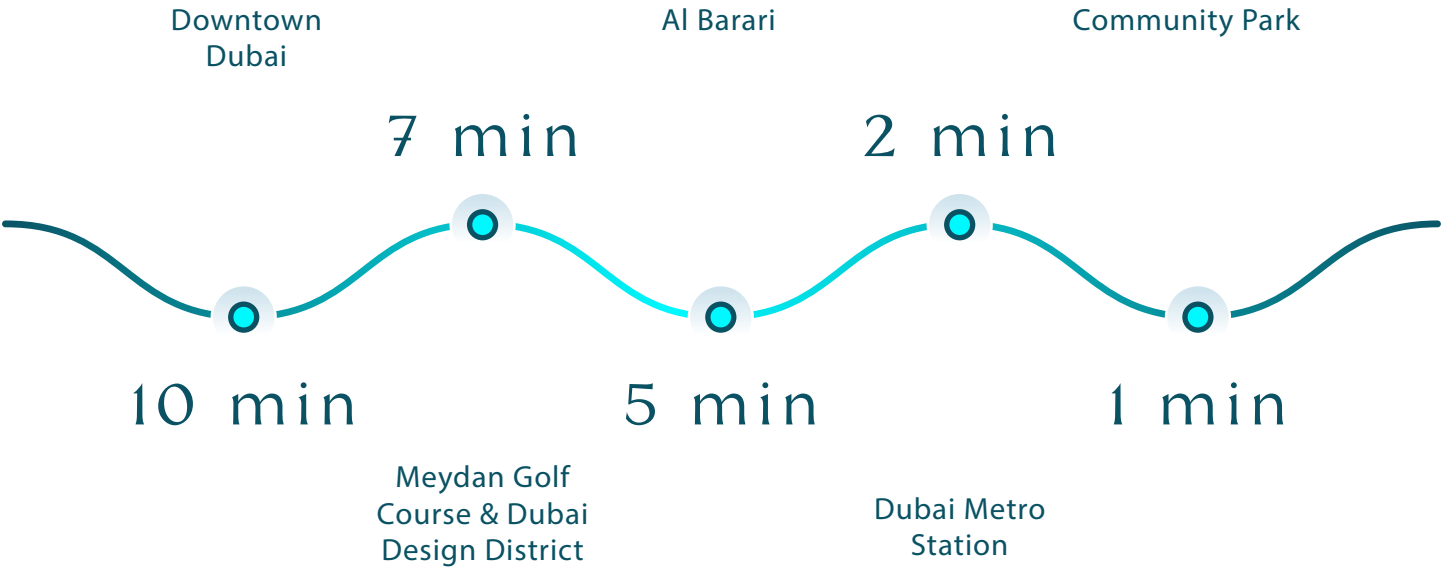 Downtown
Dubai
Al Barari
Community Park
7 min
2 min
10 min
5 min
1 min
Meydan Golf
Course & Dubai
Design District
Dubai Metro
Station